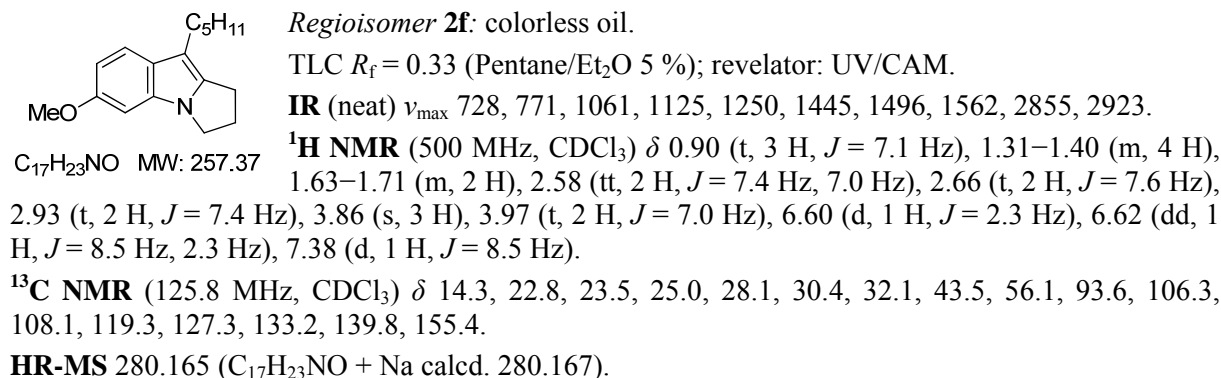 C₅H₁₁
MeO
N
C₁₇H₂₃NO MW: 257.37
Regioisomer 2f: colorless oil.
TLC Rf = 0.33 (Pentane/Et₂O 5 %); revelator: UV/CAM.
IR (neat) νmax 728, 771, 1061, 1125, 1250, 1445, 1496, 1562, 2855, 2923.
¹H NMR (500 MHz, CDCl₃) δ 0.90 (t, 3 H, J = 7.1 Hz), 1.31−1.40 (m, 4 H),
1.63−1.71 (m, 2 H), 2.58 (tt, 2 H, J = 7.4 Hz, 7.0 Hz), 2.66 (t, 2 H, J = 7.6 Hz),
2.93 (t, 2 H, J = 7.4 Hz), 3.86 (s, 3 H), 3.97 (t, 2 H, J = 7.0 Hz), 6.60 (d, 1 H, J = 2.3 Hz), 6.62 (dd, 1
H, J = 8.5 Hz, 2.3 Hz), 7.38 (d, 1 H, J = 8.5 Hz).
¹³C NMR (125.8 MHz, CDCl₃) δ 14.3, 22.8, 23.5, 25.0, 28.1, 30.4, 32.1, 43.5, 56.1, 93.6, 106.3,
108.1, 119.3, 127.3, 133.2, 139.8, 155.4.
HR-MS 280.165 (C₁₇H₂₃NO + Na calcd. 280.167).